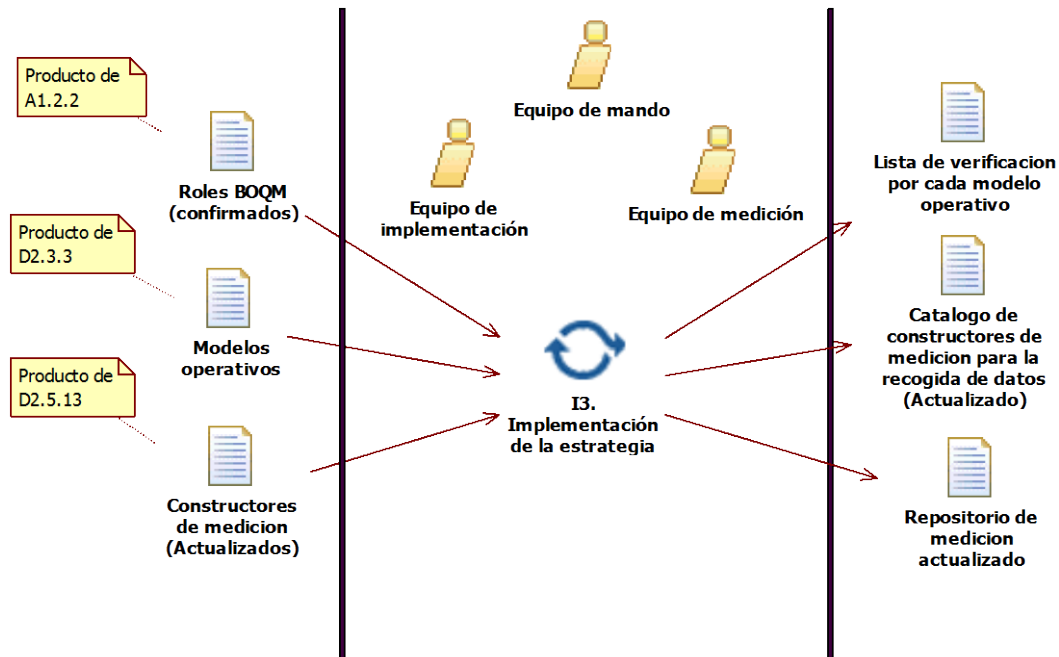 Producto de
A1.2.2
Roles BOQM
(confirmados)
Producto de
D2.3.3
Modelos
operativos
Producto de
D2.5.13
Constructores
de medicion
(Actualizados)
Equipo de mando
Equipo de
implementación
Equipo de medición
I3.
Implementación
de la estrategia
Lista de verificacion
por cada modelo
operativo
Catalogo de
constructores de
medicion para la
recogida de datos
(Actualizado)
Repositorio de
medicion
actualizado